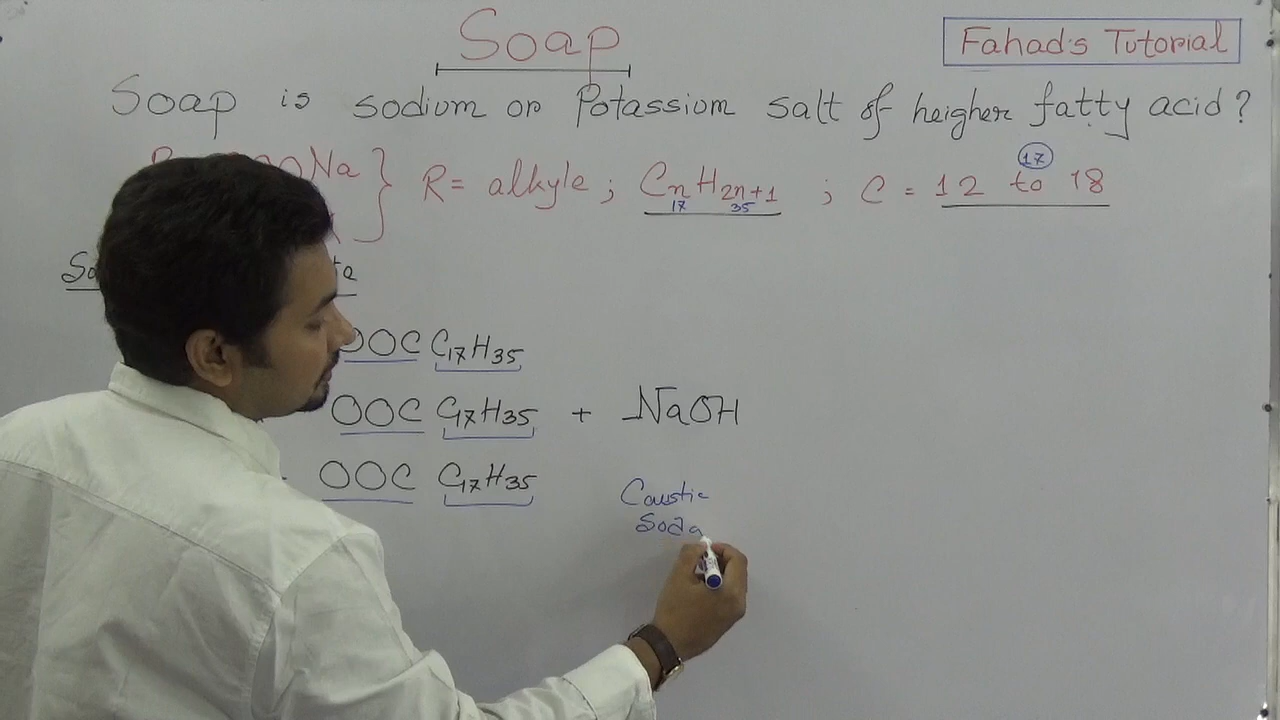 Soap
Fahad's Tutorial
Soap is sodium or Potassium salt of heigher fatty acid?
Na } R = alkyle ; CnH2n+1 ; C = 12 to 18
17
17 35
OOC C17H35
OOC C17H35 + NaOH
OOC C17H35
Caustic
Soda